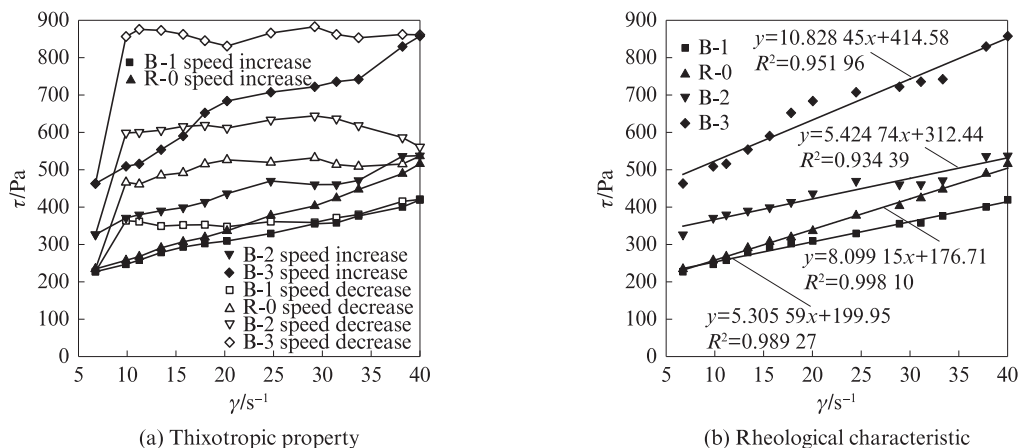 900
800
700
600
500
400
300
200
100
0
τ/Pa
B-1 speed increase
R-0 speed increase
B-2 speed increase
B-3 speed increase
B-1 speed decrease
R-0 speed decrease
B-2 speed decrease
B-3 speed decrease
5 10 15 20 25 30 35 40
γ/s⁻¹
(a) Thixotropic property
900
800
700
600
500
400
300
200
100
0
τ/Pa
B-1
R-0
B-2
B-3
y=10.828 45x+414.58
R²=0.951 96
y=5.424 74x+312.44
R²=0.934 39
y=8.099 15x+176.71
R²=0.998 10
y=5.305 59x+199.95
R²=0.989 27
5 10 15 20 25 30 35 40
γ/s⁻¹
(b) Rheological characteristic